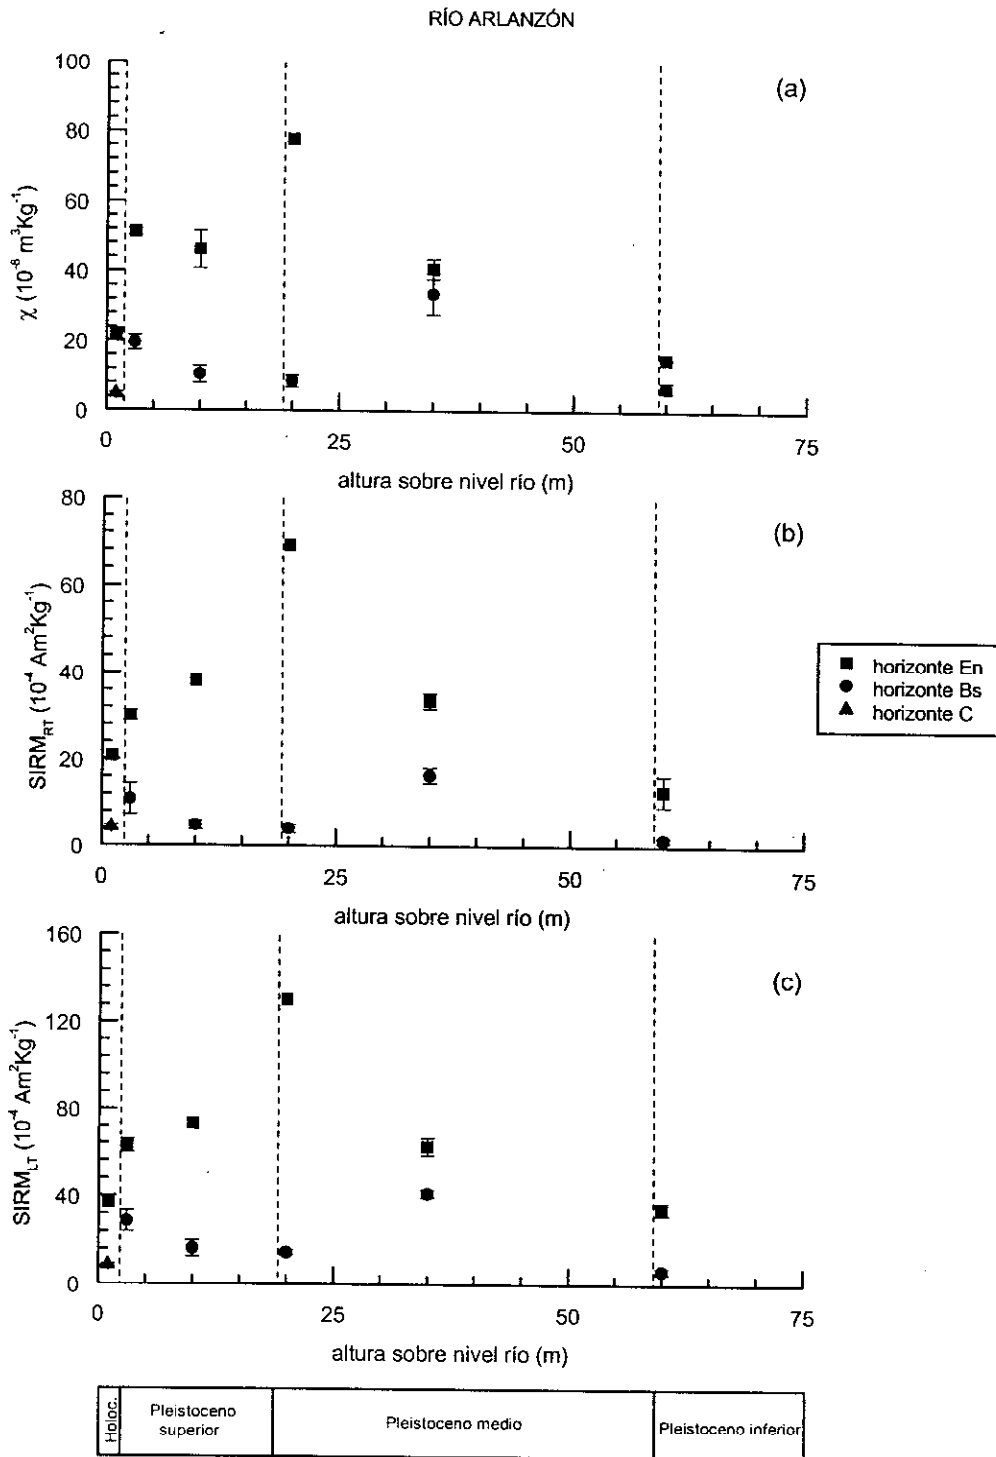 RÍO ARLANZÓN
(a)
100
80
60
40
20
0
χ (10⁻⁸ m³Kg⁻¹)
0 25 50 75
altura sobre nivel río (m)
(b)
80
60
40
20
0
SIRM_RT (10⁻⁴ Am²Kg⁻¹)
0 25 50 75
altura sobre nivel río (m)
horizonte En
horizonte Bs
horizonte C
(c)
160
120
80
40
0
SIRM_LT (10⁻⁴ Am²Kg⁻¹)
0 25 50 75
altura sobre nivel río (m)
Holoc.
Pleistoceno
superior
Pleistoceno medio
Pleistoceno inferior